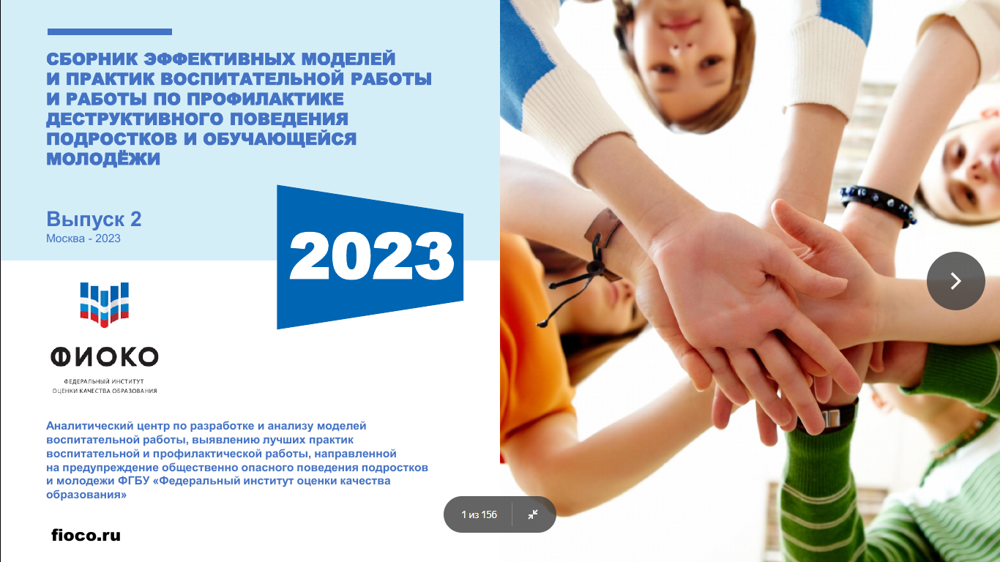 СБОРНИК ЭФФЕКТИВНЫХ МОДЕЛЕЙ
И ПРАКТИК ВОСПИТАТЕЛЬНОЙ РАБОТЫ
И РАБОТЫ ПО ПРОФИЛАКТИКЕ
ДЕСТРУКТИВНОГО ПОВЕДЕНИЯ
ПОДРОСТКОВ И ОБУЧАЮЩЕЙСЯ
МОЛОДЁЖИ
Выпуск 2
Москва - 2023
2023
ФИОКО
ФЕДЕРАЛЬНЫЙ ИНСТИТУТ
ОЦЕНКИ КАЧЕСТВА ОБРАЗОВАНИЯ
Аналитический центр по разработке и анализу моделей
воспитательной работы, выявлению лучших практик
воспитательной и профилактической работы, направленной
на предупреждение общественно опасного поведения подростков
и молодежи ФГБУ «Федеральный институт оценки качества
образования»
fioco.ru
1 из 156